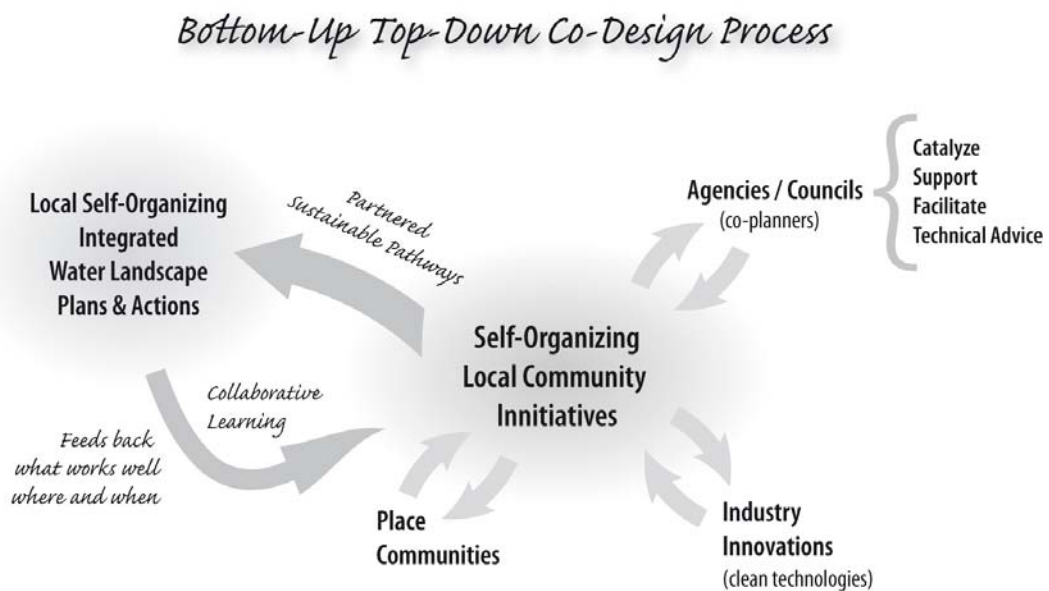 Bottom-Up Top-Down Co-Design Process
Local Self-Organizing
Integrated
Water Landscape
Plans & Actions
Partnered
Sustainable Pathways
Agencies / Councils
(co-planners)
Catalyze
Support
Facilitate
Technical Advice
Self-Organizing
Local Community
Innitiatives
Collaborative
Learning
Feeds back
what works well
where and when
Place
Communities
Industry
Innovations
(clean technologies)